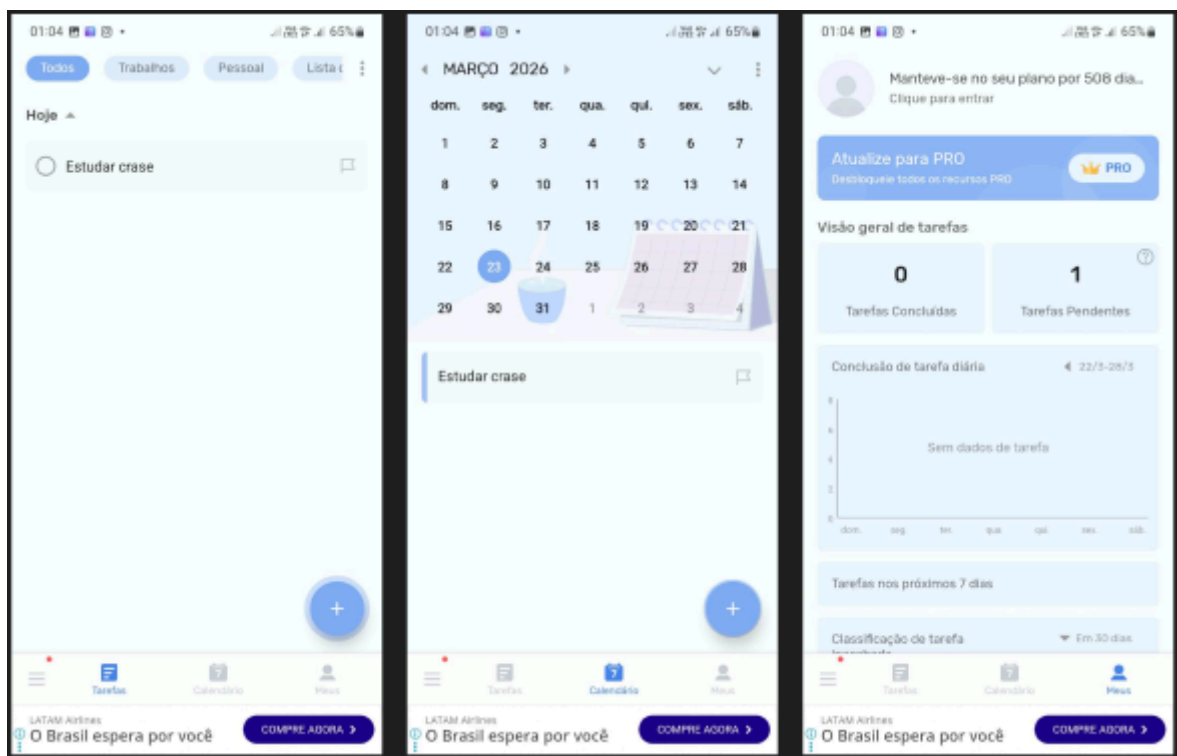 01:04
65%
Todos Trabalhos Pessoal Lista
Hoje
Estudar crase
Tarefas Calendário Meus
LATAM Airlines
O Brasil espera por você
COMPRE AGORA
01:04
65%
MARÇO 2026
dom. seg. ter. qua. qui. sex. sáb.
1 2 3 4 5 6 7
8 9 10 11 12 13 14
15 16 17 18 19 20 21
22 23 24 25 26 27 28
29 30 31 1 2 3 4
Estudar crase
Tarefas Calendário Meus
LATAM Airlines
O Brasil espera por você
COMPRE AGORA
01:04
65%
Manteve-se no seu plano por 508 dia...
Clique para entrar
Atualize para PRO
Desbloqueie todos os recursos PRO
PRO
Visão geral de tarefas
0 1
Tarefas Concluídas Tarefas Pendentes
Conclusão de tarefa diária 22/3-28/3
8
6
4
2
0
Sem dados de tarefa
dom. seg. ter. qua. qui. sex. sáb.
Tarefas nos próximos 7 dias
Classificação de tarefa Em 30 dias
Tarefas Calendário Meus
LATAM Airlines
O Brasil espera por você
COMPRE AGORA